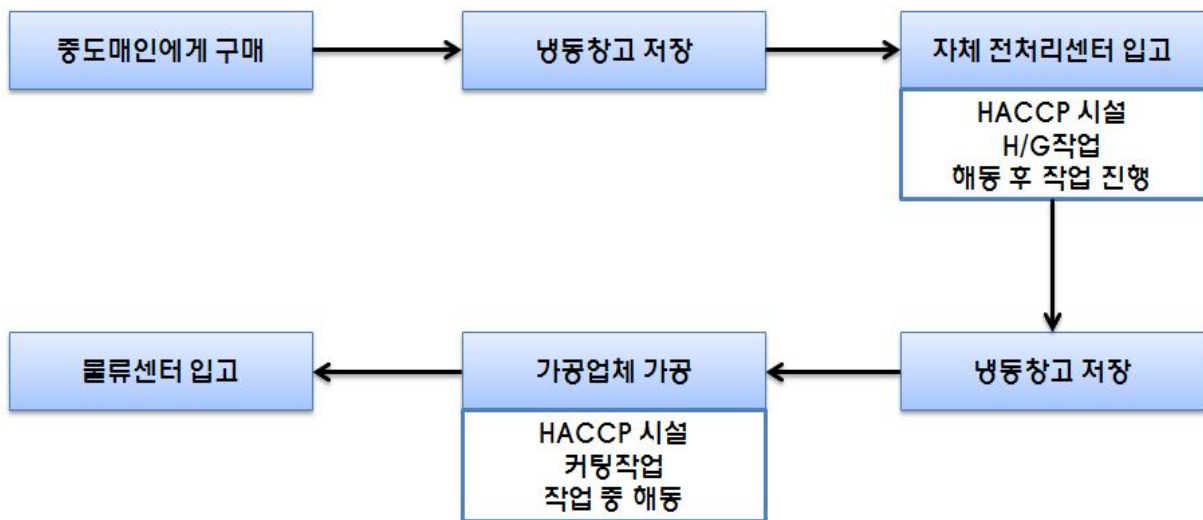 중도매인에게 구매
냉동창고 저장
자체 전처리센터 입고
HACCP 시설
H/G작업
해동 후 작업 진행
냉동창고 저장
가공업체 가공
HACCP 시설
커팅작업
작업 중 해동
물류센터 입고